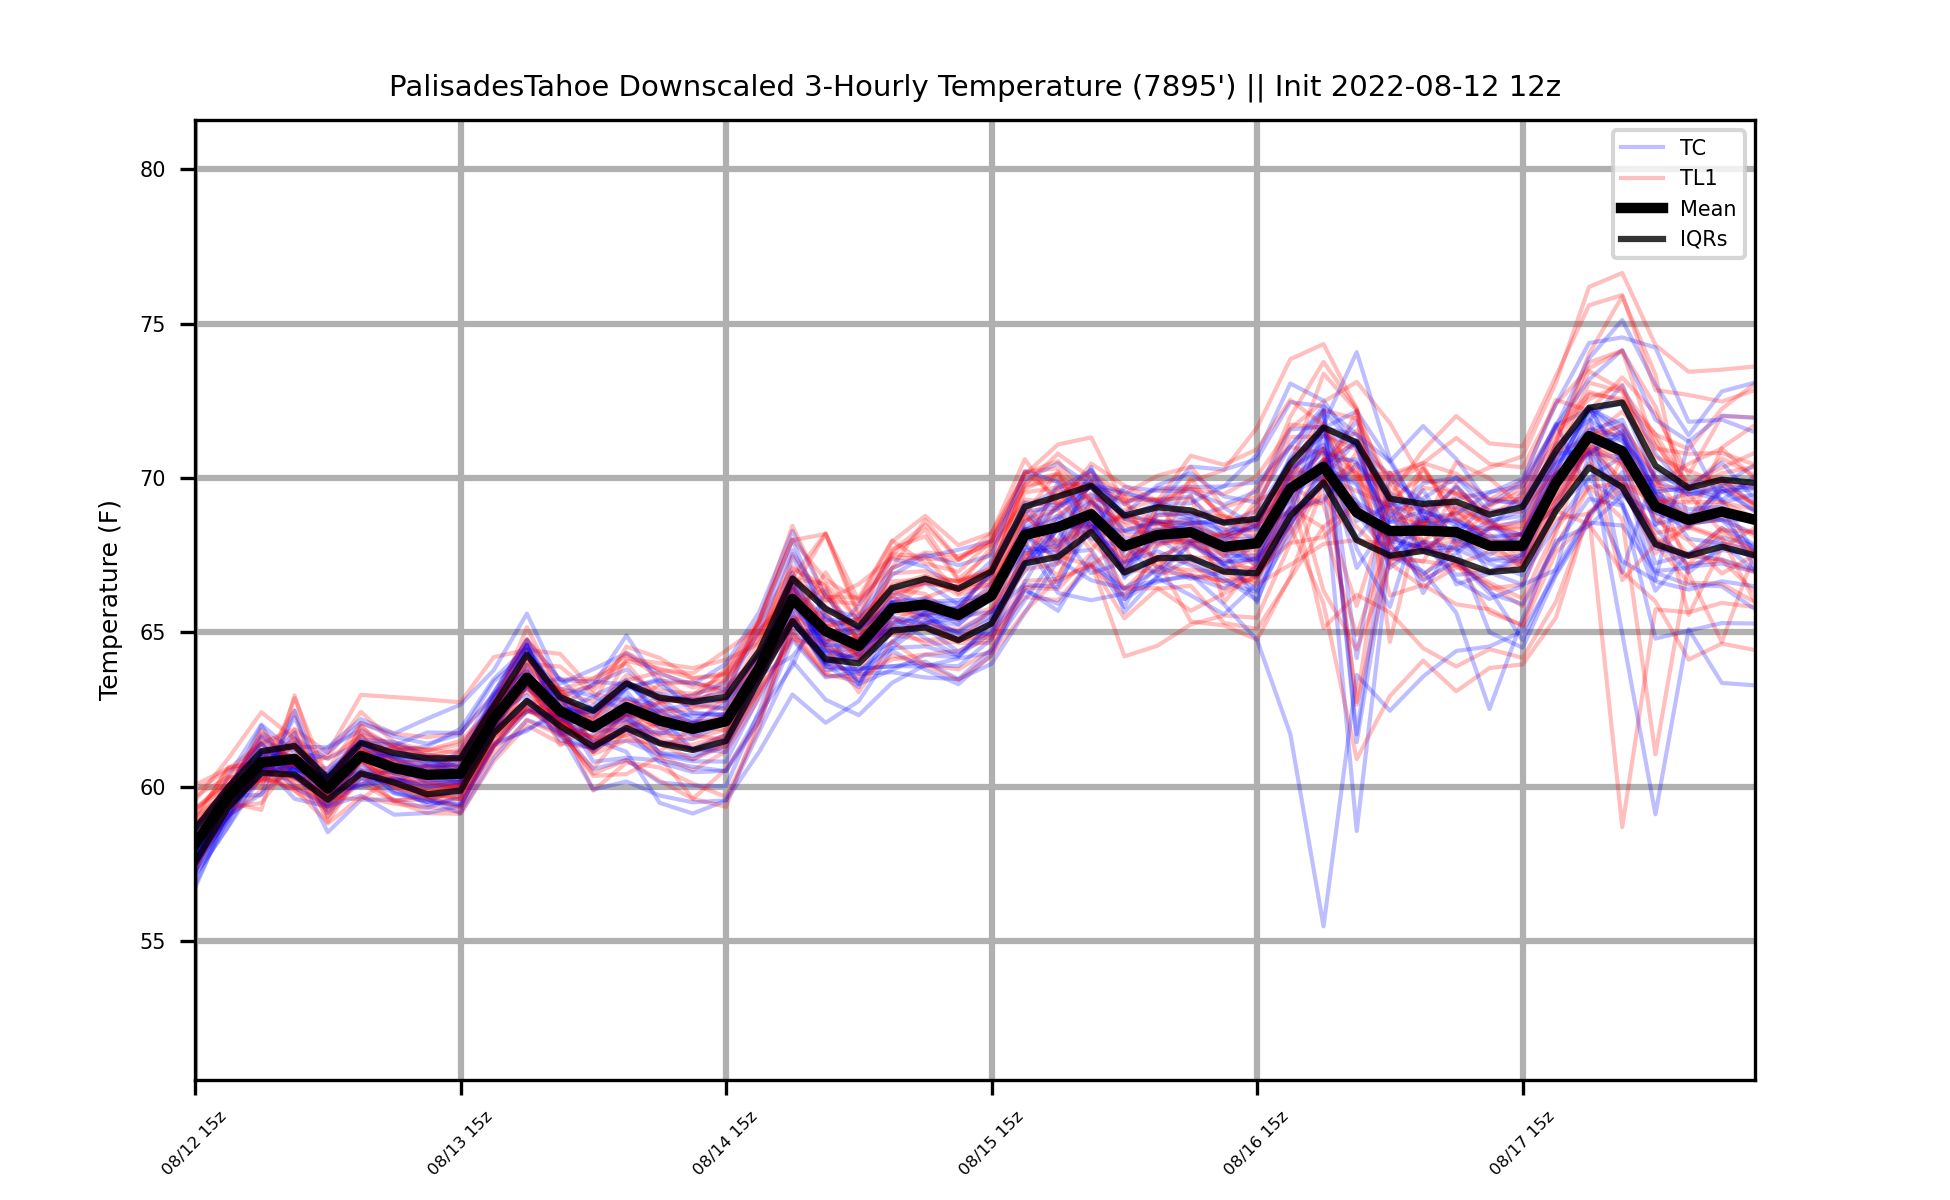 PalisadesTahoe Downscaled 3-Hourly Temperature (7895') || Init 2022-08-12 12z
TC
TL1
Mean
IQRs
Temperature (F)
80
75
70
65
60
55
08/12 15z
08/13 15z
08/14 15z
08/15 15z
08/16 15z
08/17 15z